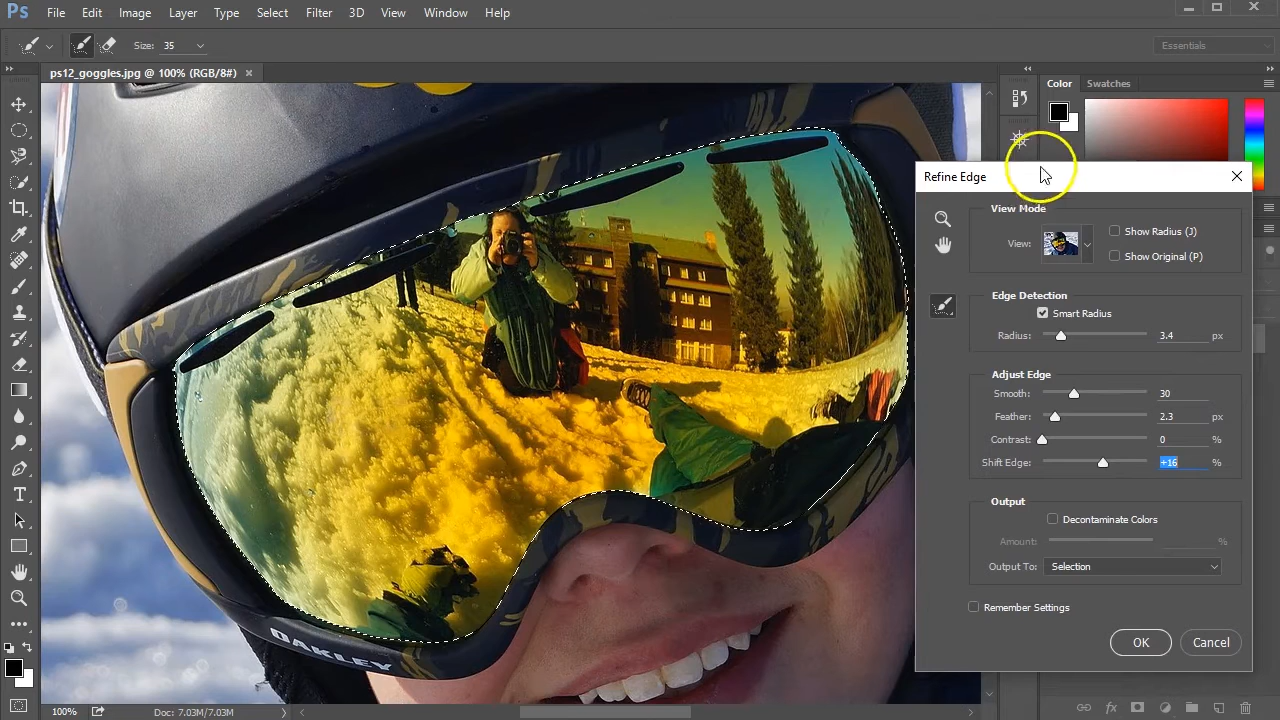 Ps File Edit Image Layer Type Select Filter 3D View Window Help
Size: 35
Essentials
ps12_goggles.jpg @ 100% (RGB/8#)
Color Swatches
Refine Edge
View Mode
View:
Show Radius (J)
Show Original (P)
Edge Detection
Smart Radius
Radius: 3.4 px
Adjust Edge
Smooth: 30
Feather: 2.3 px
Contrast: 0 %
Shift Edge: +16 %
Output
Decontaminate Colors
Amount: %
Output To: Selection
Remember Settings
OK Cancel
OAKLEY
100% Doc: 7.03M/7.03M